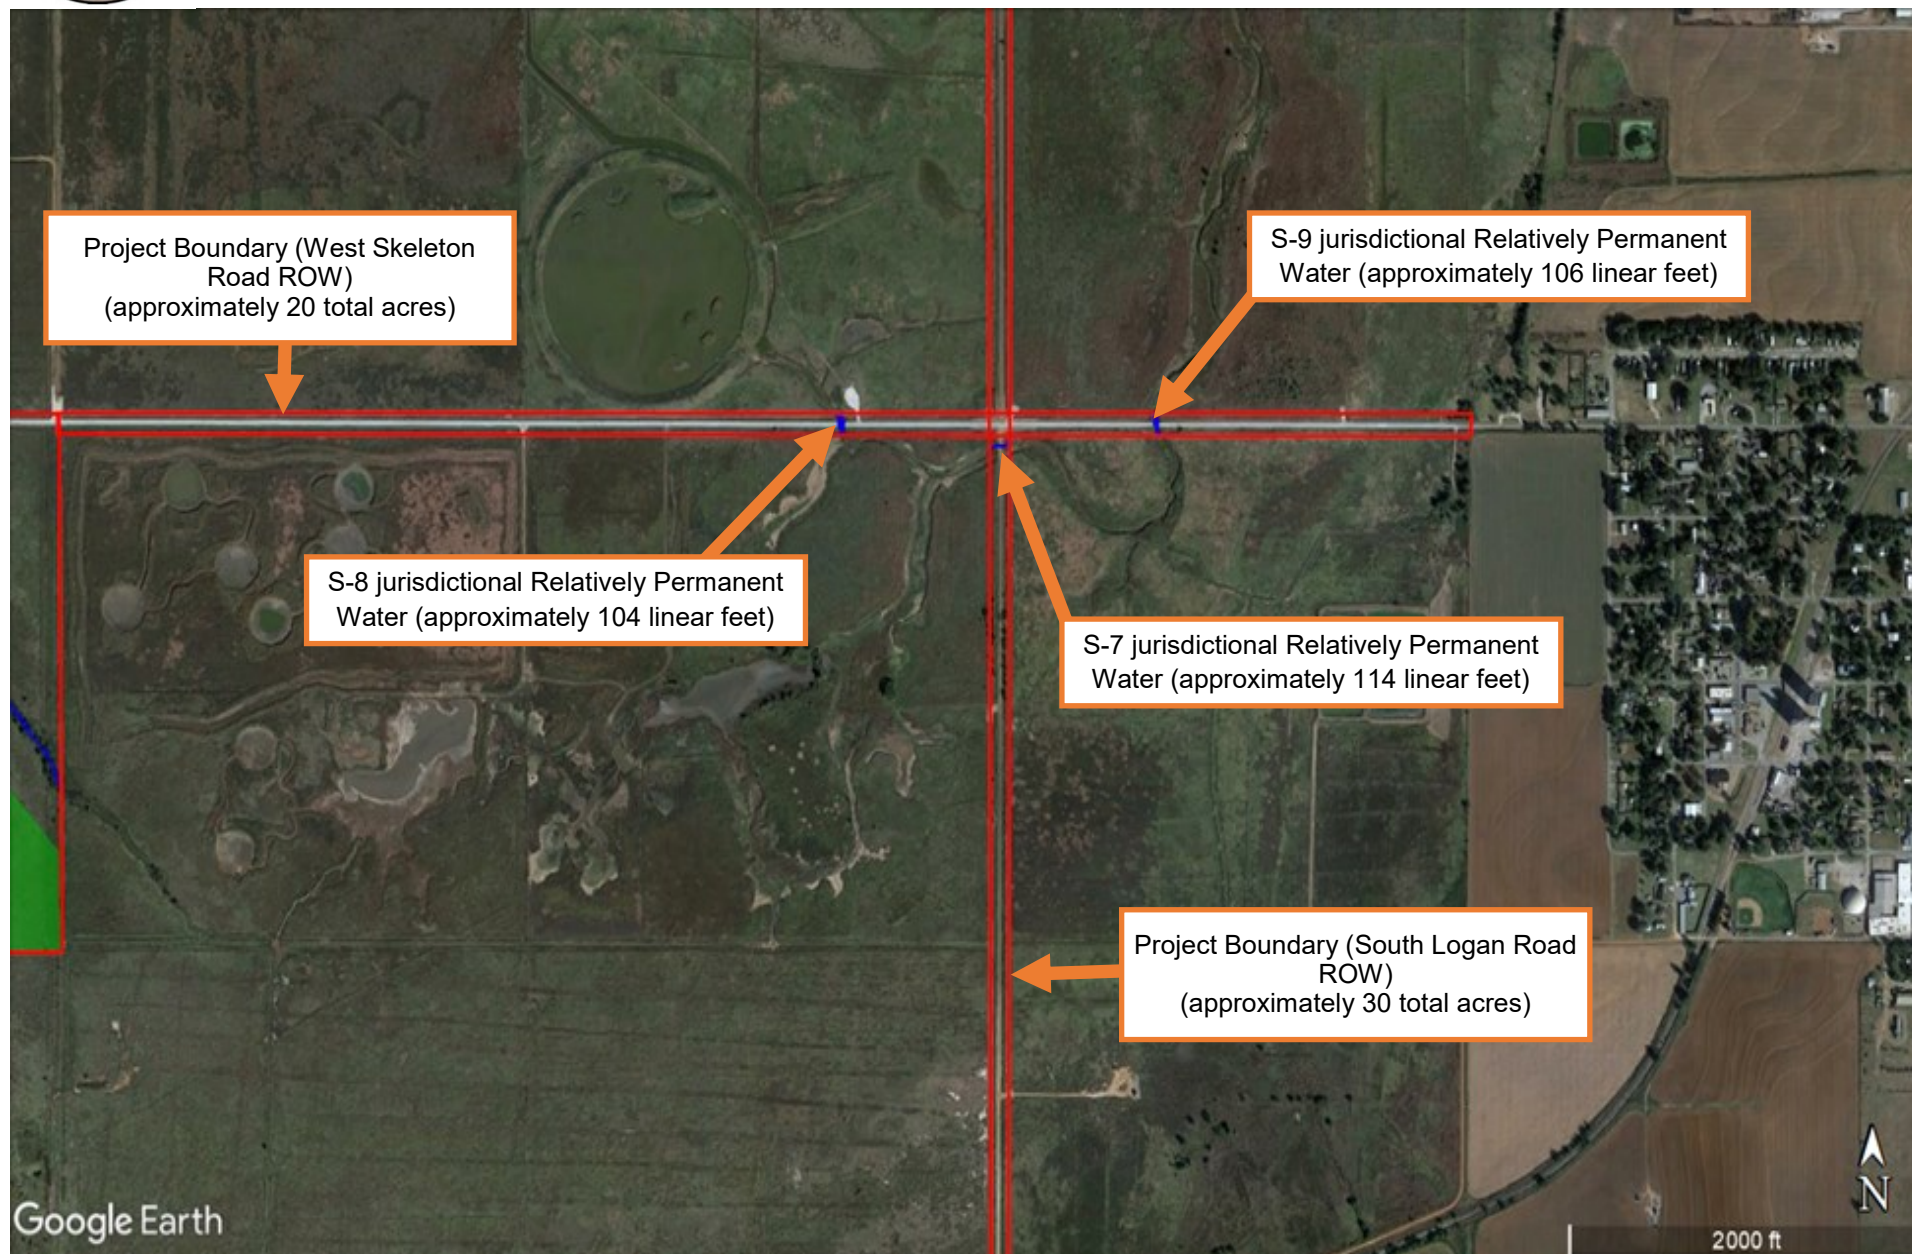 Project Boundary (West Skeleton
Road ROW)
(approximately 20 total acres)
S-9 jurisdictional Relatively Permanent
Water (approximately 106 linear feet)
S-8 jurisdictional Relatively Permanent
Water (approximately 104 linear feet)
S-7 jurisdictional Relatively Permanent
Water (approximately 114 linear feet)
Project Boundary (South Logan Road
ROW)
(approximately 30 total acres)
N
Google Earth
2000 ft